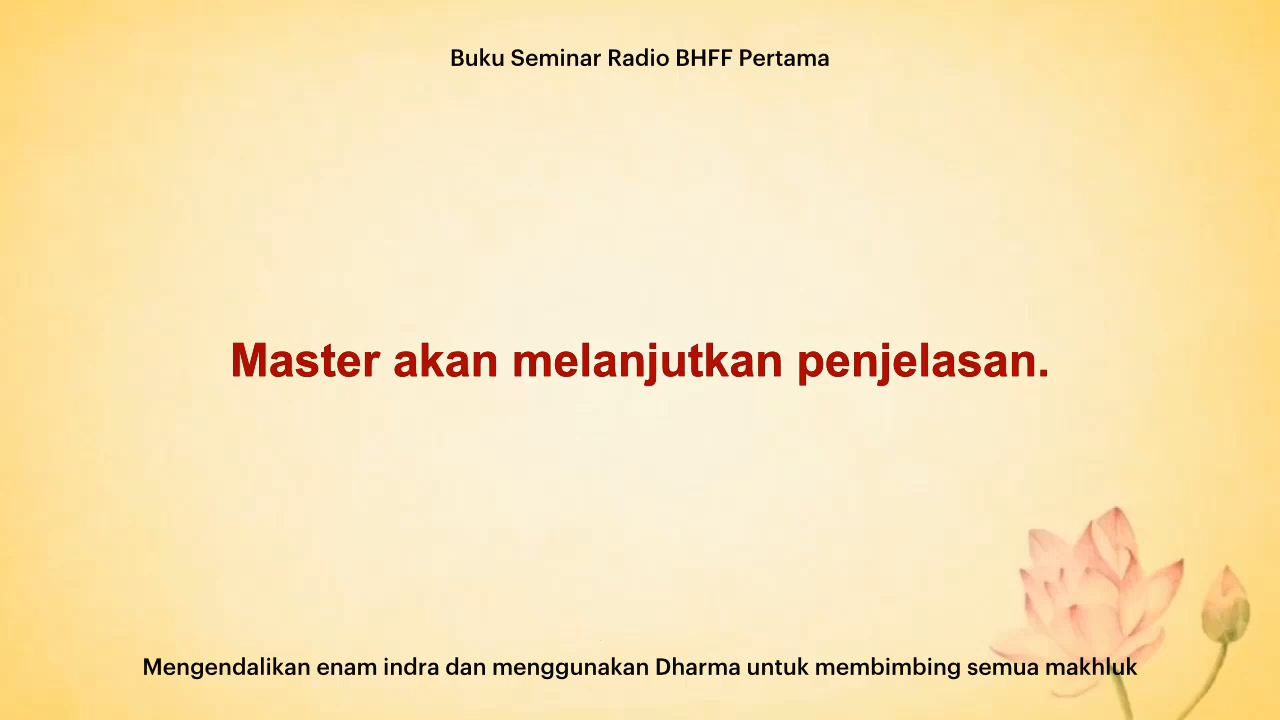 Buku Seminar Radio BHFF Pertama
Master akan melanjutkan penjelasan.
Mengendalikan enam indra dan menggunakan Dharma untuk membimbing semua makhluk